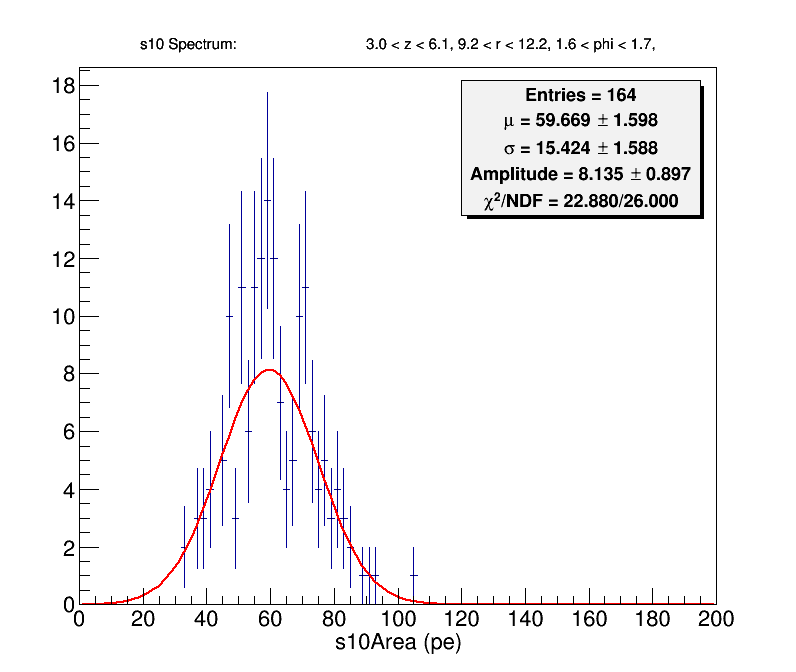 s10 Spectrum: 3.0 < z < 6.1, 9.2 < r < 12.2, 1.6 < phi < 1.7,
Entries = 164
μ = 59.669 ± 1.598
σ = 15.424 ± 1.588
Amplitude = 8.135 ± 0.897
χ²/NDF = 22.880/26.000
18
16
14
12
10
8
6
4
2
0
0 20 40 60 80 100 120 140 160 180 200
s10Area (pe)